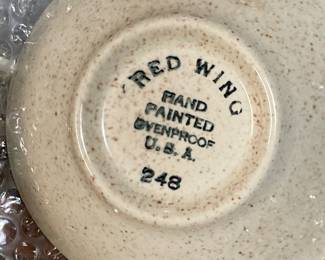 RED WING
HAND
PAINTED
OVENPROOF
U.S.A.
248